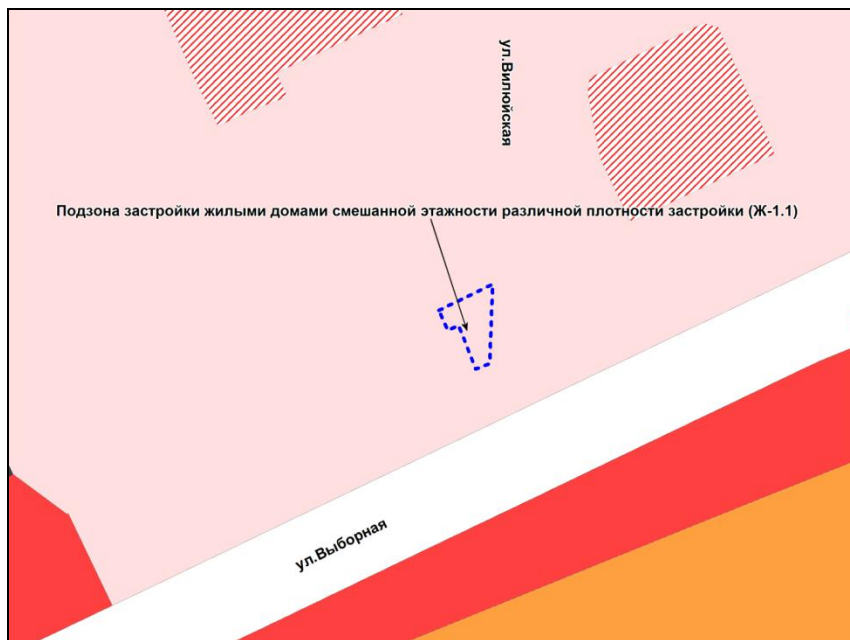 ул.Вилюйская
Подзона застройки жилыми домами смешанной этажности различной плотности застройки (Ж-1.1)
ул.Выборная